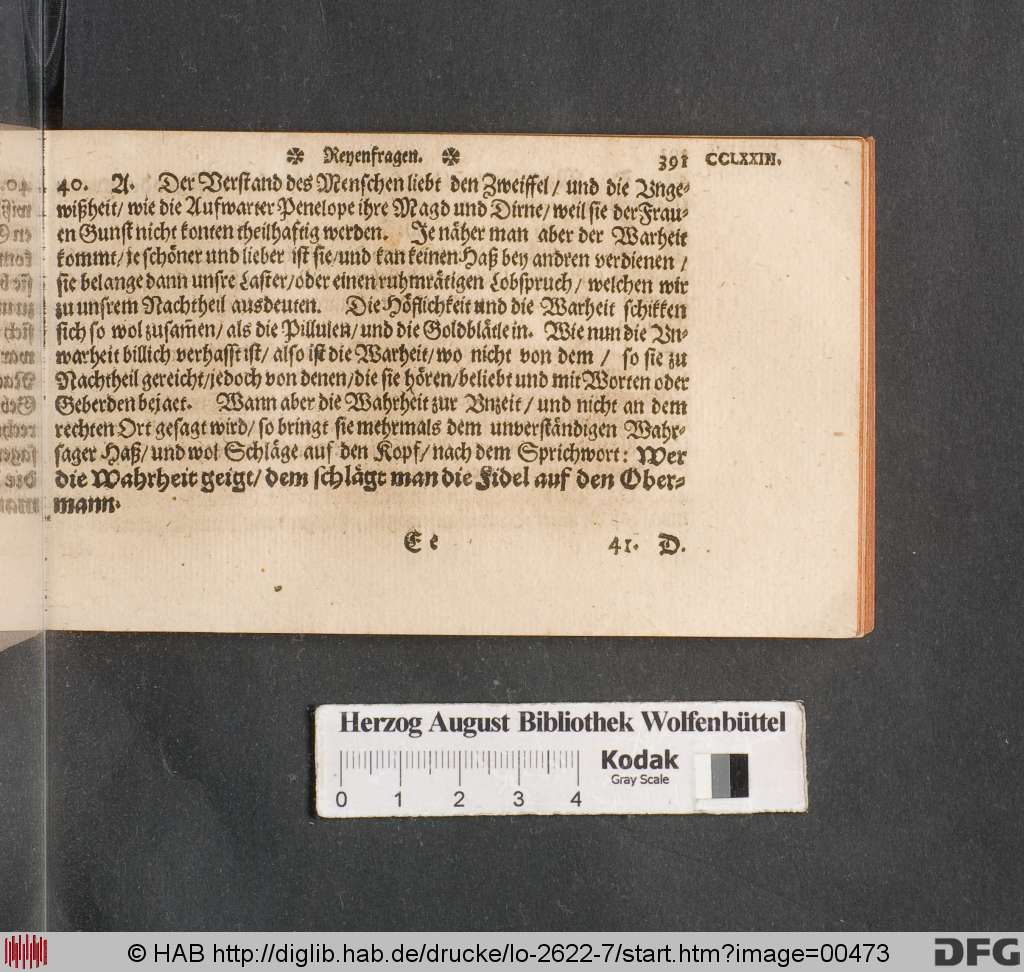 ✼ Reyenfragen. ✼ 391 CCLXXIII.
40. A. Der Verstand des Menschen liebt den Zweiffel / und die Vnge-
wißheit / wie die Aufwarter Penelope ihre Magd und Dirne / weil sie der Frau-
en Gunst nicht konten theilhaftig werden. Je näher man aber der Warheit
kommt / je schöner und lieber ist sie / und kan keinen Haß bey andren verdienen /
sie belange dann unsre Laster / oder einen ruhmrätigen Lobspruch / welchen wir
zu unsrem Nachtheil ausdeuten. Die Höflichkeit und die Warheit schikken
sich so wol zusam̃en / als die Pillulen / und die Goldblätlein. Wie nun die Vn-
warheit billich verhasst ist / also ist die Warheit / wo nicht von dem / so sie zu
Nachtheil gereicht / jedoch von denen / die sie hören / beliebt und mit Worten oder
Geberden bejaet. Wann aber die Wahrheit zur Vnzeit / und nicht an dem
rechten Ort gesagt wird / so bringt sie mehrmals dem unverständigen Wahr-
sager Haß / und wol Schläge auf den Kopf / nach dem Sprichwort: Wer
die Wahrheit geigt / dem schlägt man die Fidel auf den Ober-
mann.
E e 41. D.
Herzog August Bibliothek Wolfenbüttel
Kodak
Gray Scale
0 1 2 3 4
© HAB http://diglib.hab.de/drucke/lo-2622-7/start.htm?image=00473
DFG